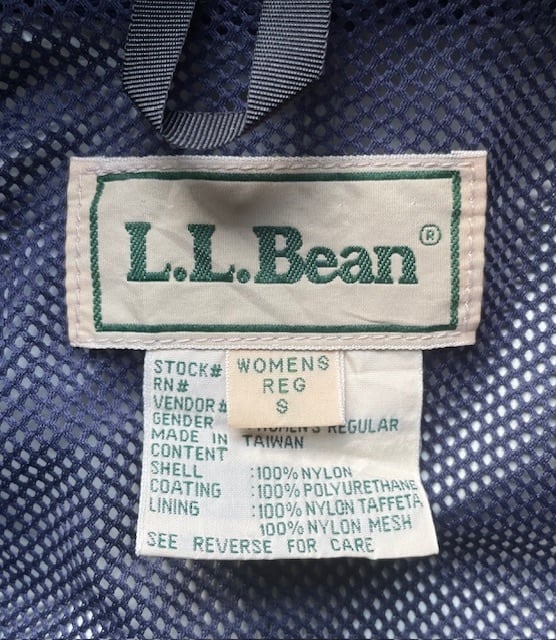 L.L.Bean®
WOMENS
REG
S
STOCK#
RN#
VENDOR#
GENDER WOMEN'S REGULAR
MADE IN TAIWAN
CONTENT
SHELL :100% NYLON
COATING :100% POLYURETHANE
LINING :100% NYLON TAFFETA
100% NYLON MESH
SEE REVERSE FOR CARE